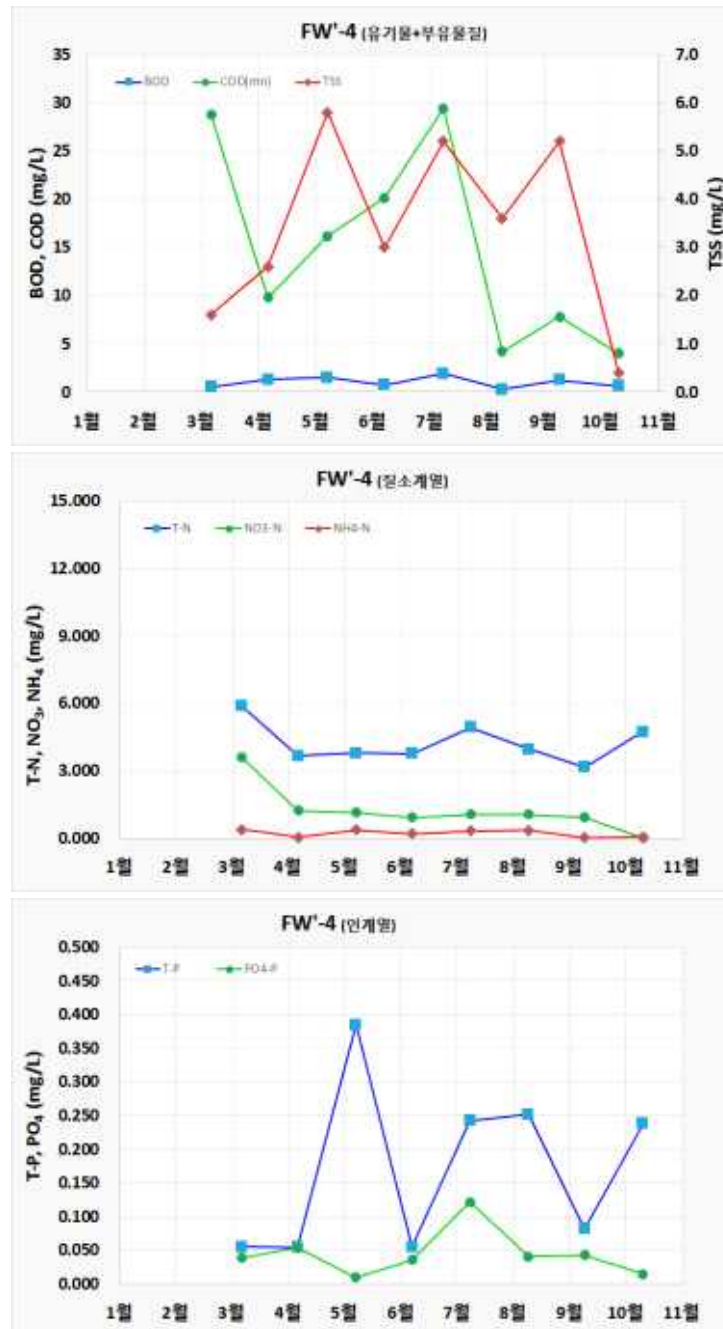 FW'-4 (유기물+부유물질)
BOD COD(mn) TSS
BOD, COD (mg/L)
35
30
25
20
15
10
5
0
TSS (mg/L)
7.0
6.0
5.0
4.0
3.0
2.0
1.0
0.0
1월 2월 3월 4월 5월 6월 7월 8월 9월 10월 11월
FW'-4 (질소계열)
T-N NO3-N NH4-N
T-N, NO₃, NH₄ (mg/L)
15.000
12.000
9.000
6.000
3.000
0.000
1월 2월 3월 4월 5월 6월 7월 8월 9월 10월 11월
FW'-4 (인계열)
T-P PO4-P
T-P, PO₄ (mg/L)
0.500
0.450
0.400
0.350
0.300
0.250
0.200
0.150
0.100
0.050
0.000
1월 2월 3월 4월 5월 6월 7월 8월 9월 10월 11월